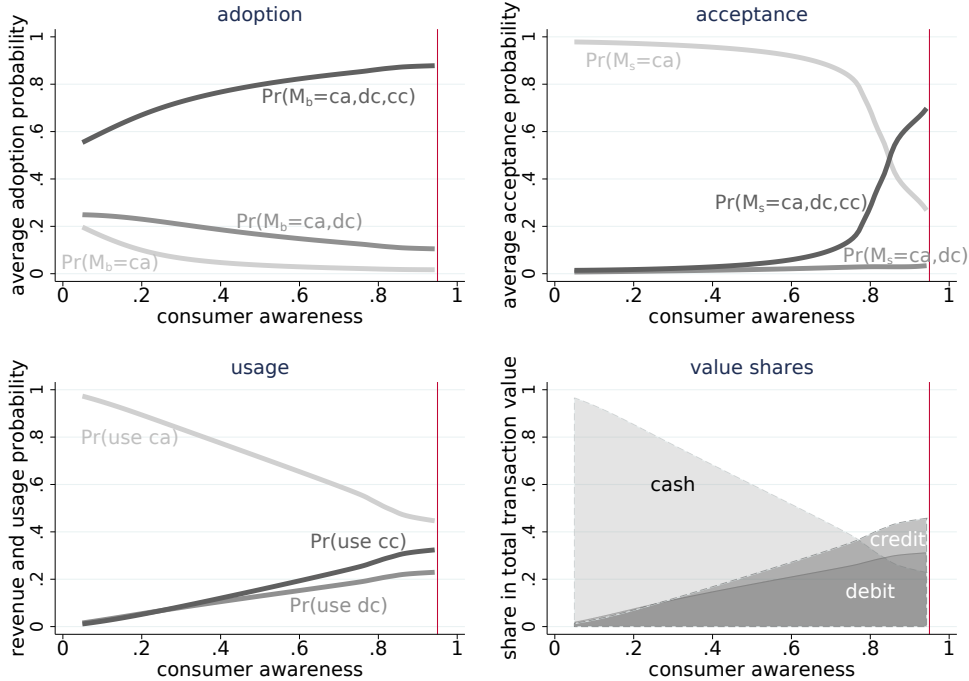 adoption
average adoption probability
0 .2 .4 .6 .8 1
Pr(M_b=ca,dc,cc)
Pr(M_b=ca,dc)
Pr(M_b=ca)
0 .2 .4 .6 .8 1
consumer awareness
acceptance
average acceptance probability
0 .2 .4 .6 .8 1
Pr(M_s=ca)
Pr(M_s=ca,dc,cc)
Pr(M_s=ca,dc)
0 .2 .4 .6 .8 1
consumer awareness
usage
revenue and usage probability
0 .2 .4 .6 .8 1
Pr(use ca)
Pr(use cc)
Pr(use dc)
0 .2 .4 .6 .8 1
consumer awareness
value shares
share in total transaction value
0 .2 .4 .6 .8 1
cash
credit
debit
0 .2 .4 .6 .8 1
consumer awareness